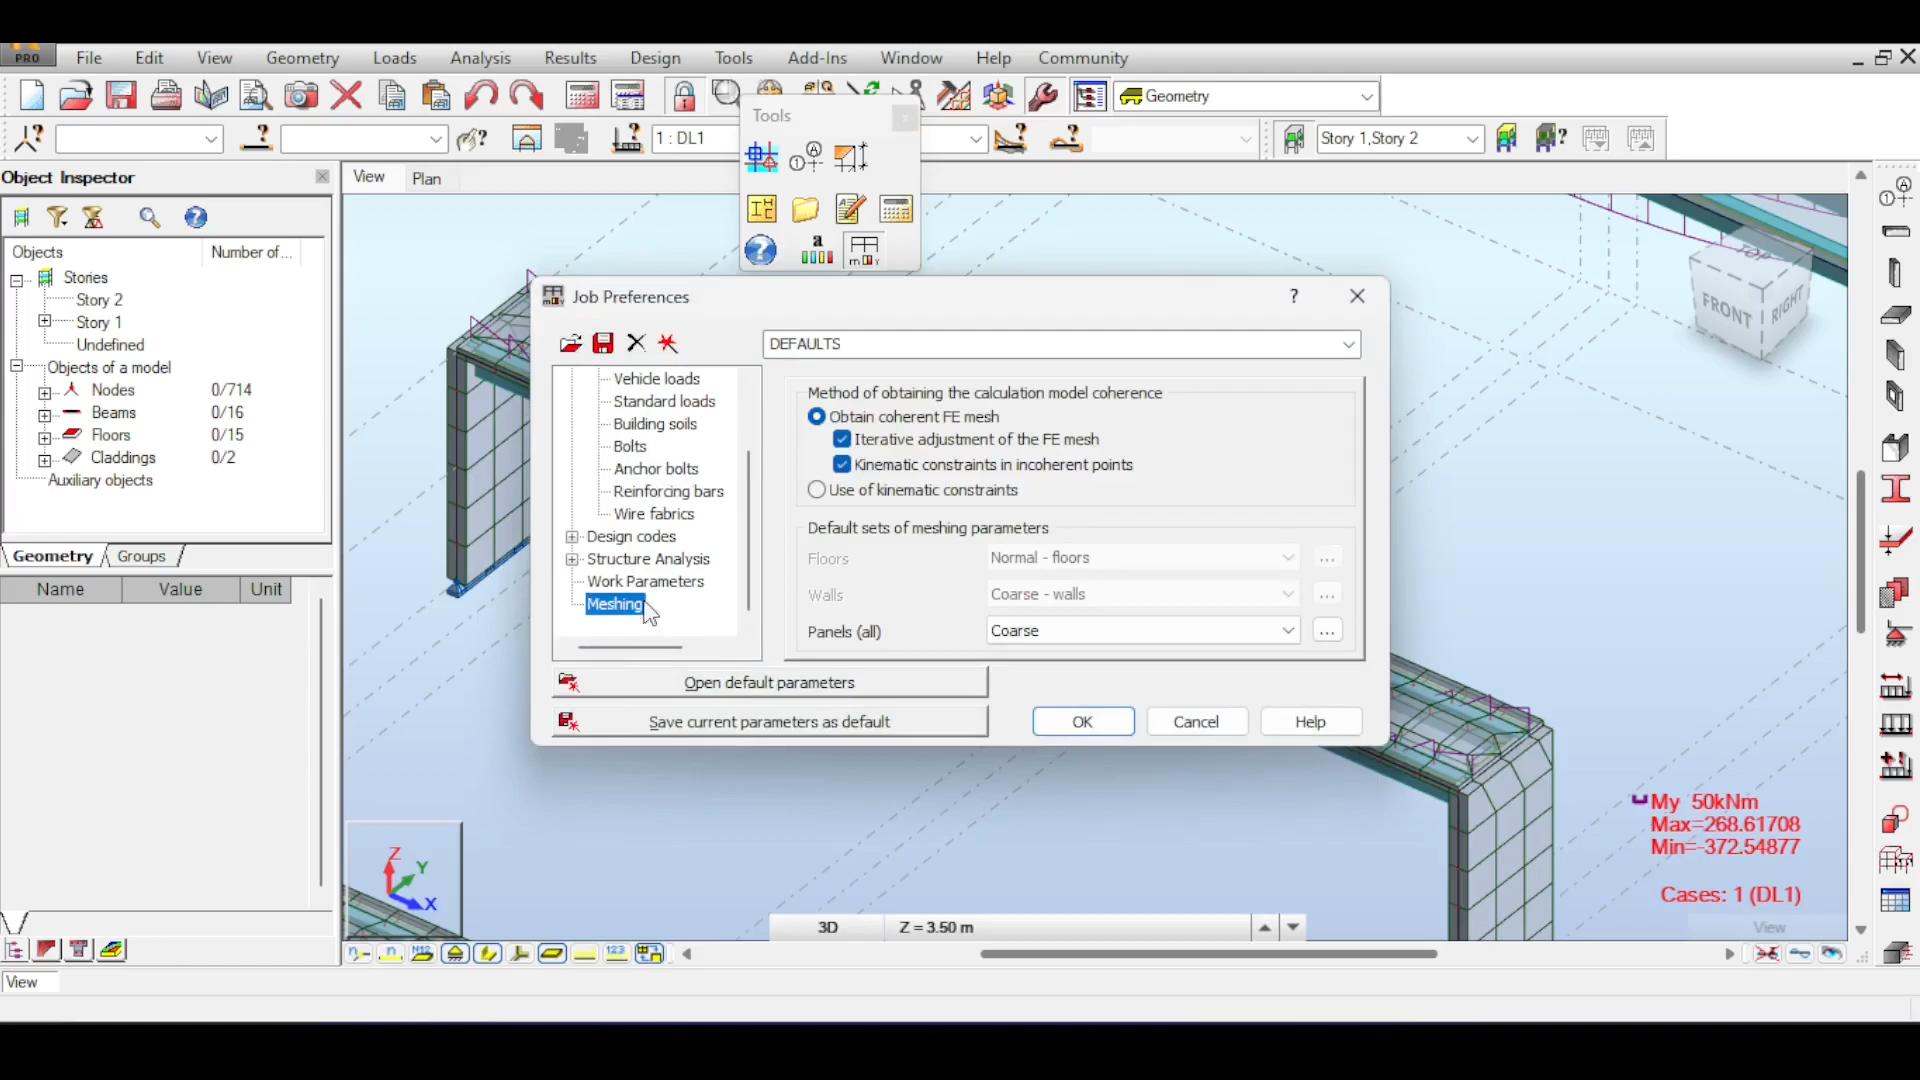 PRO
File Edit View Geometry Loads Analysis Results Design Tools Add-Ins Window Help Community
Geometry
1 : DL1
Story 1,Story 2
Tools
Object Inspector
View
Plan
Objects Number of...
Stories
Story 2
Story 1
Undefined
Objects of a model
Nodes 0/714
Beams 0/16
Floors 0/15
Claddings 0/2
Auxiliary objects
Geometry Groups
Name Value Unit
Job Preferences
DEFAULTS
Vehicle loads
Standard loads
Building soils
Bolts
Anchor bolts
Reinforcing bars
Wire fabrics
Design codes
Structure Analysis
Work Parameters
Meshing
Method of obtaining the calculation model coherence
Obtain coherent FE mesh
Iterative adjustment of the FE mesh
Kinematic constraints in incoherent points
Use of kinematic constraints
Default sets of meshing parameters
Floors Normal - floors ...
Walls Coarse - walls ...
Panels (all) Coarse ...
Open default parameters
Save current parameters as default
OK Cancel Help
FRONT RIGHT
My 50kNm
Max=268.61708
Min=-372.54877
Cases: 1 (DL1)
Z Y X
3D Z = 3.50 m
View
View